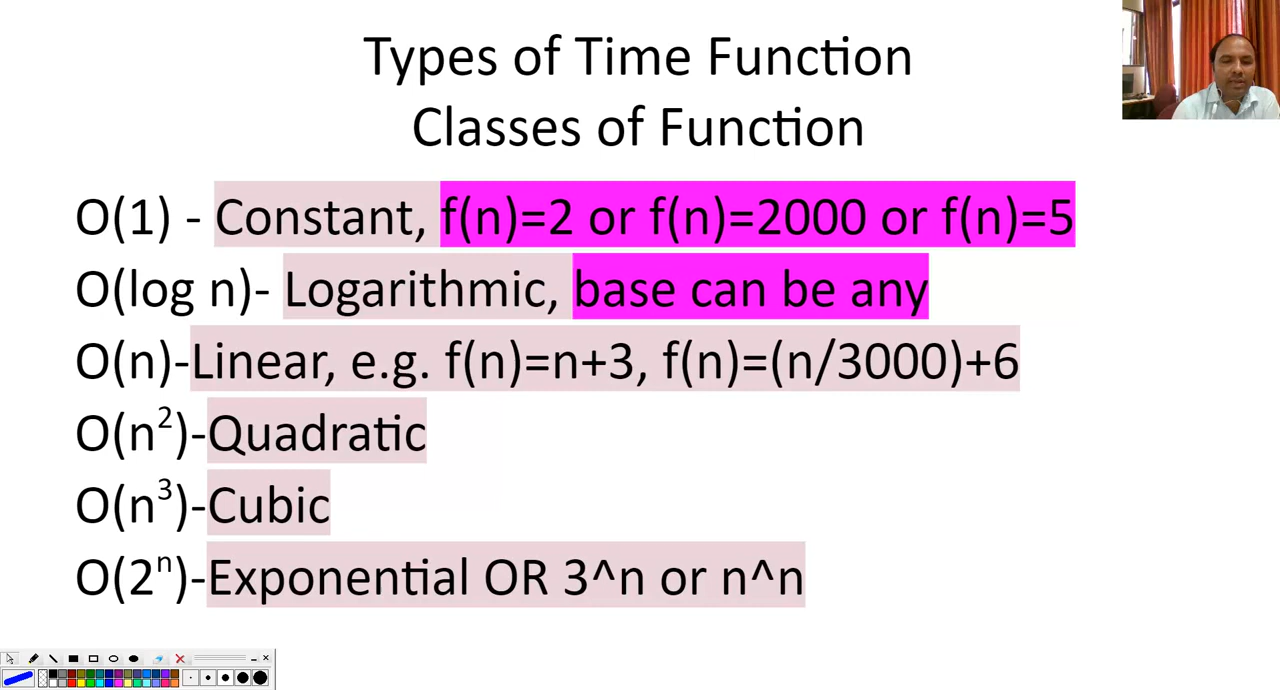 Types of Time Function
Classes of Function
O(1) - Constant, f(n)=2 or f(n)=2000 or f(n)=5
O(log n)- Logarithmic, base can be any
O(n)-Linear, e.g. f(n)=n+3, f(n)=(n/3000)+6
O(n²)-Quadratic
O(n³)-Cubic
O(2ⁿ)-Exponential OR 3^n or n^n